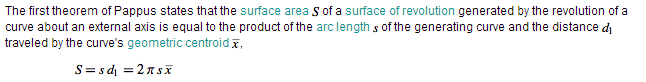 The first theorem of Pappus states that the surface area S of a surface of revolution generated by the revolution of a
curve about an external axis is equal to the product of the arc length s of the generating curve and the distance d₁
traveled by the curve's geometric centroid x̄,
S = s d₁ = 2 π s x̄